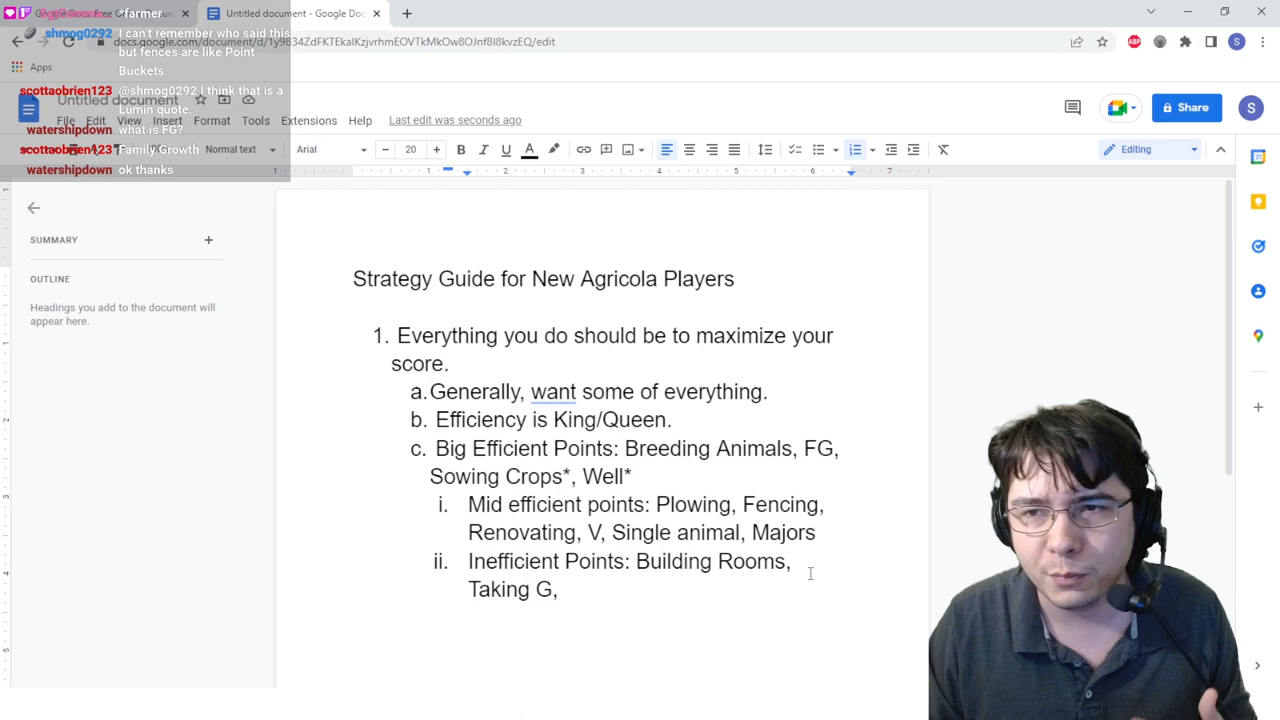 Untitled document - Google Doc
*farmer
shmog0292 I can't remember who said this
but fences are like Point
Buckets
docs.google.com/document/d/1y9B34ZdFKTEkalKzjvrhmEOVTkMkOw8OJnf8I8kvzEQ/edit
Apps
scottaobrien123 @shmog0292 I think that is a
Lumin quote.
Untitled document
watershipdown what is FG?
File Edit View Insert Format Tools Extensions Help Last edit was seconds ago
Share
S
scottaobrien123 Family Growth
watershipdown ok thanks
Normal text Arial 20 Editing
SUMMARY
OUTLINE
Headings you add to the document will
appear here.
Strategy Guide for New Agricola Players
1. Everything you do should be to maximize your
score.
a. Generally, want some of everything.
b. Efficiency is King/Queen.
c. Big Efficient Points: Breeding Animals, FG,
Sowing Crops*, Well*
i. Mid efficient points: Plowing, Fencing,
Renovating, V, Single animal, Majors
ii. Inefficient Points: Building Rooms,
Taking G,